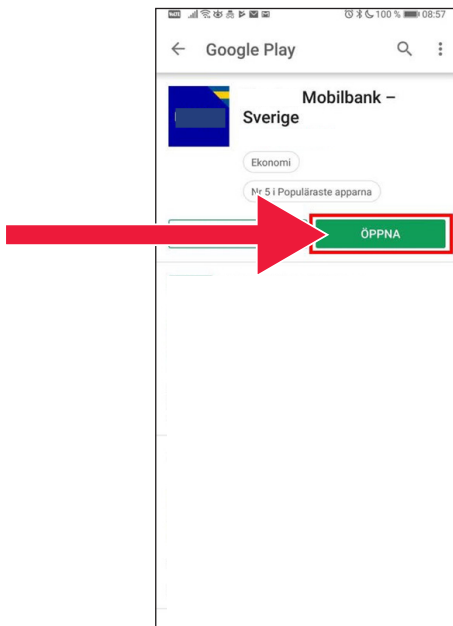 100 % 08:57
Google Play
Mobilbank –
Sverige
Ekonomi
Nr 5 i Populäraste apparna
ÖPPNA